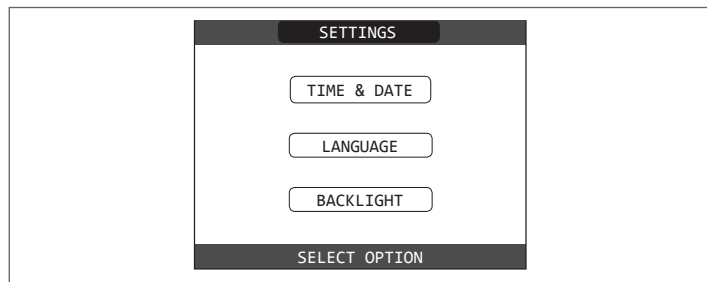 SETTINGS
TIME & DATE
LANGUAGE
BACKLIGHT
SELECT OPTION